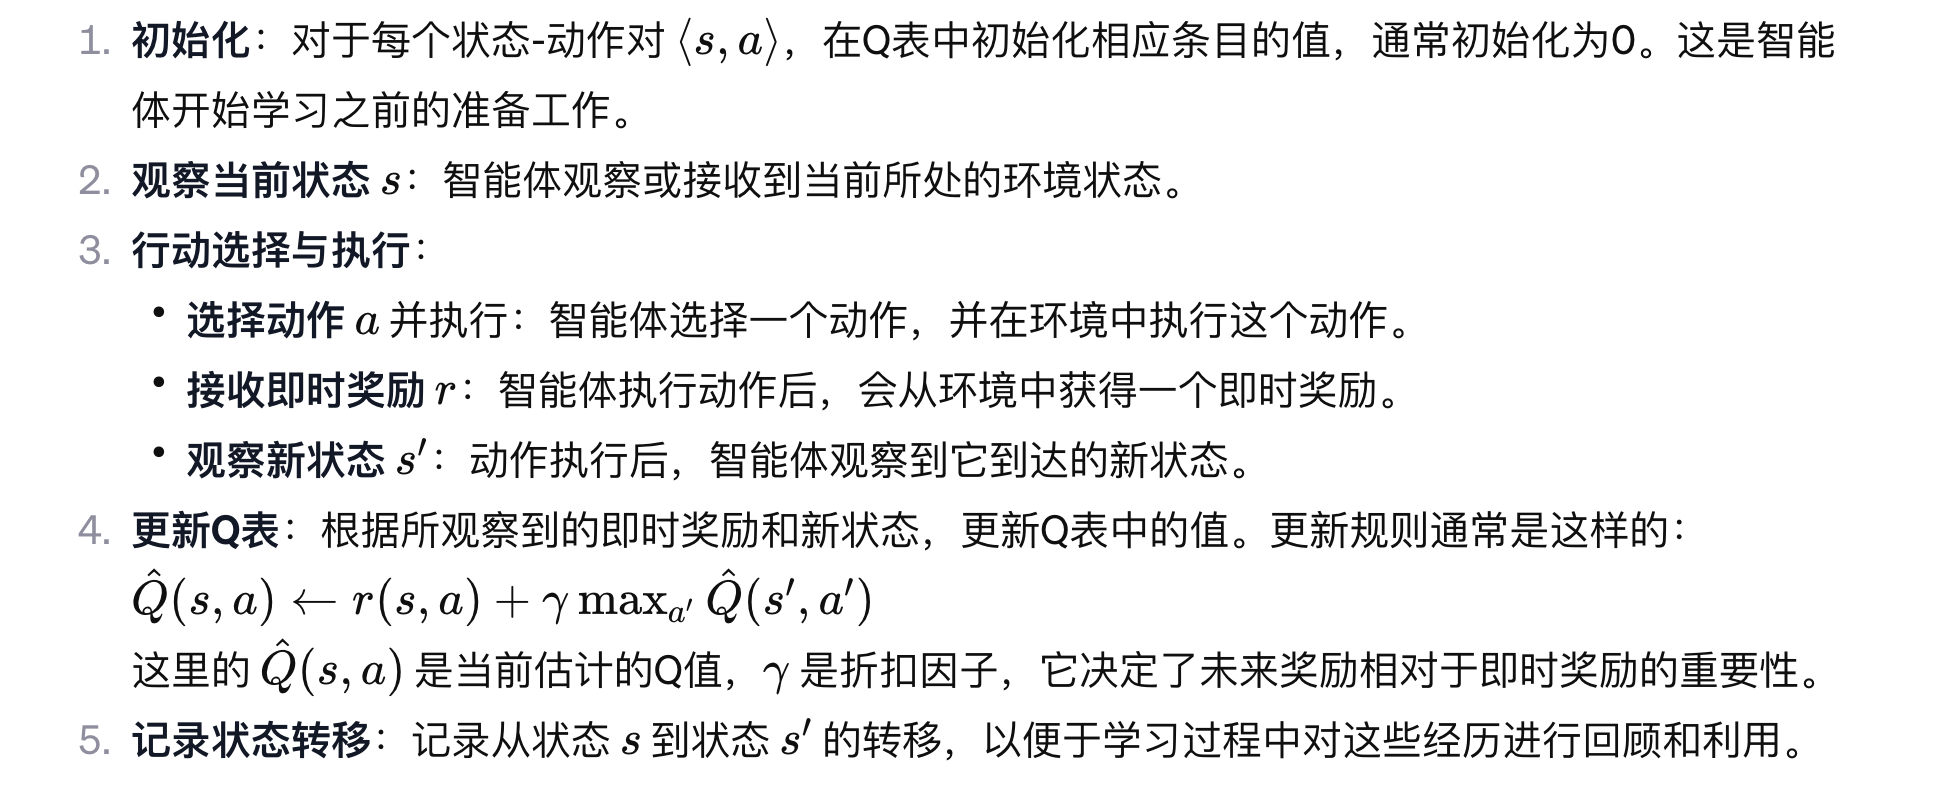 1. 初始化：对于每个状态-动作对 ⟨s, a⟩，在Q表中初始化相应条目的值，通常初始化为0。这是智能
体开始学习之前的准备工作。
2. 观察当前状态 s：智能体观察或接收到当前所处的环境状态。
3. 行动选择与执行：
• 选择动作 a 并执行：智能体选择一个动作，并在环境中执行这个动作。
• 接收即时奖励 r：智能体执行动作后，会从环境中获得一个即时奖励。
• 观察新状态 s′：动作执行后，智能体观察到它到达的新状态。
4. 更新Q表：根据所观察到的即时奖励和新状态，更新Q表中的值。更新规则通常是这样的：
Q̂(s, a) ← r(s, a) + γ maxₐ′ Q̂(s′, a′)
这里的 Q̂(s, a) 是当前估计的Q值，γ 是折扣因子，它决定了未来奖励相对于即时奖励的重要性。
5. 记录状态转移：记录从状态 s 到状态 s′ 的转移，以便于学习过程中对这些经历进行回顾和利用。